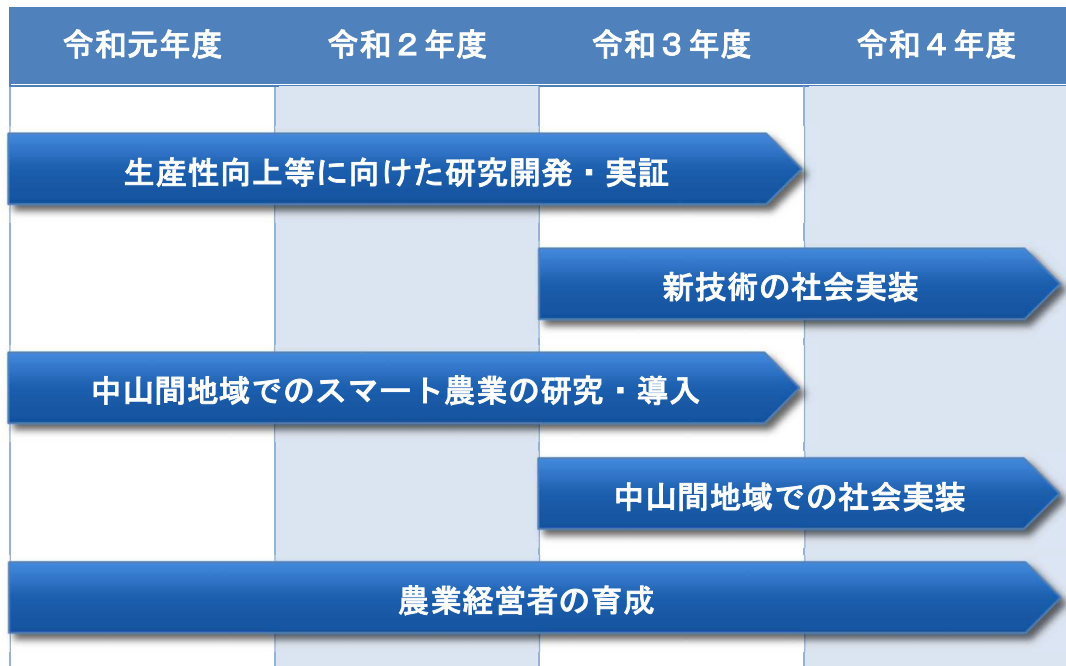 令和元年度 令和２年度 令和３年度 令和４年度
生産性向上等に向けた研究開発・実証
新技術の社会実装
中山間地域でのスマート農業の研究・導入
中山間地域での社会実装
農業経営者の育成